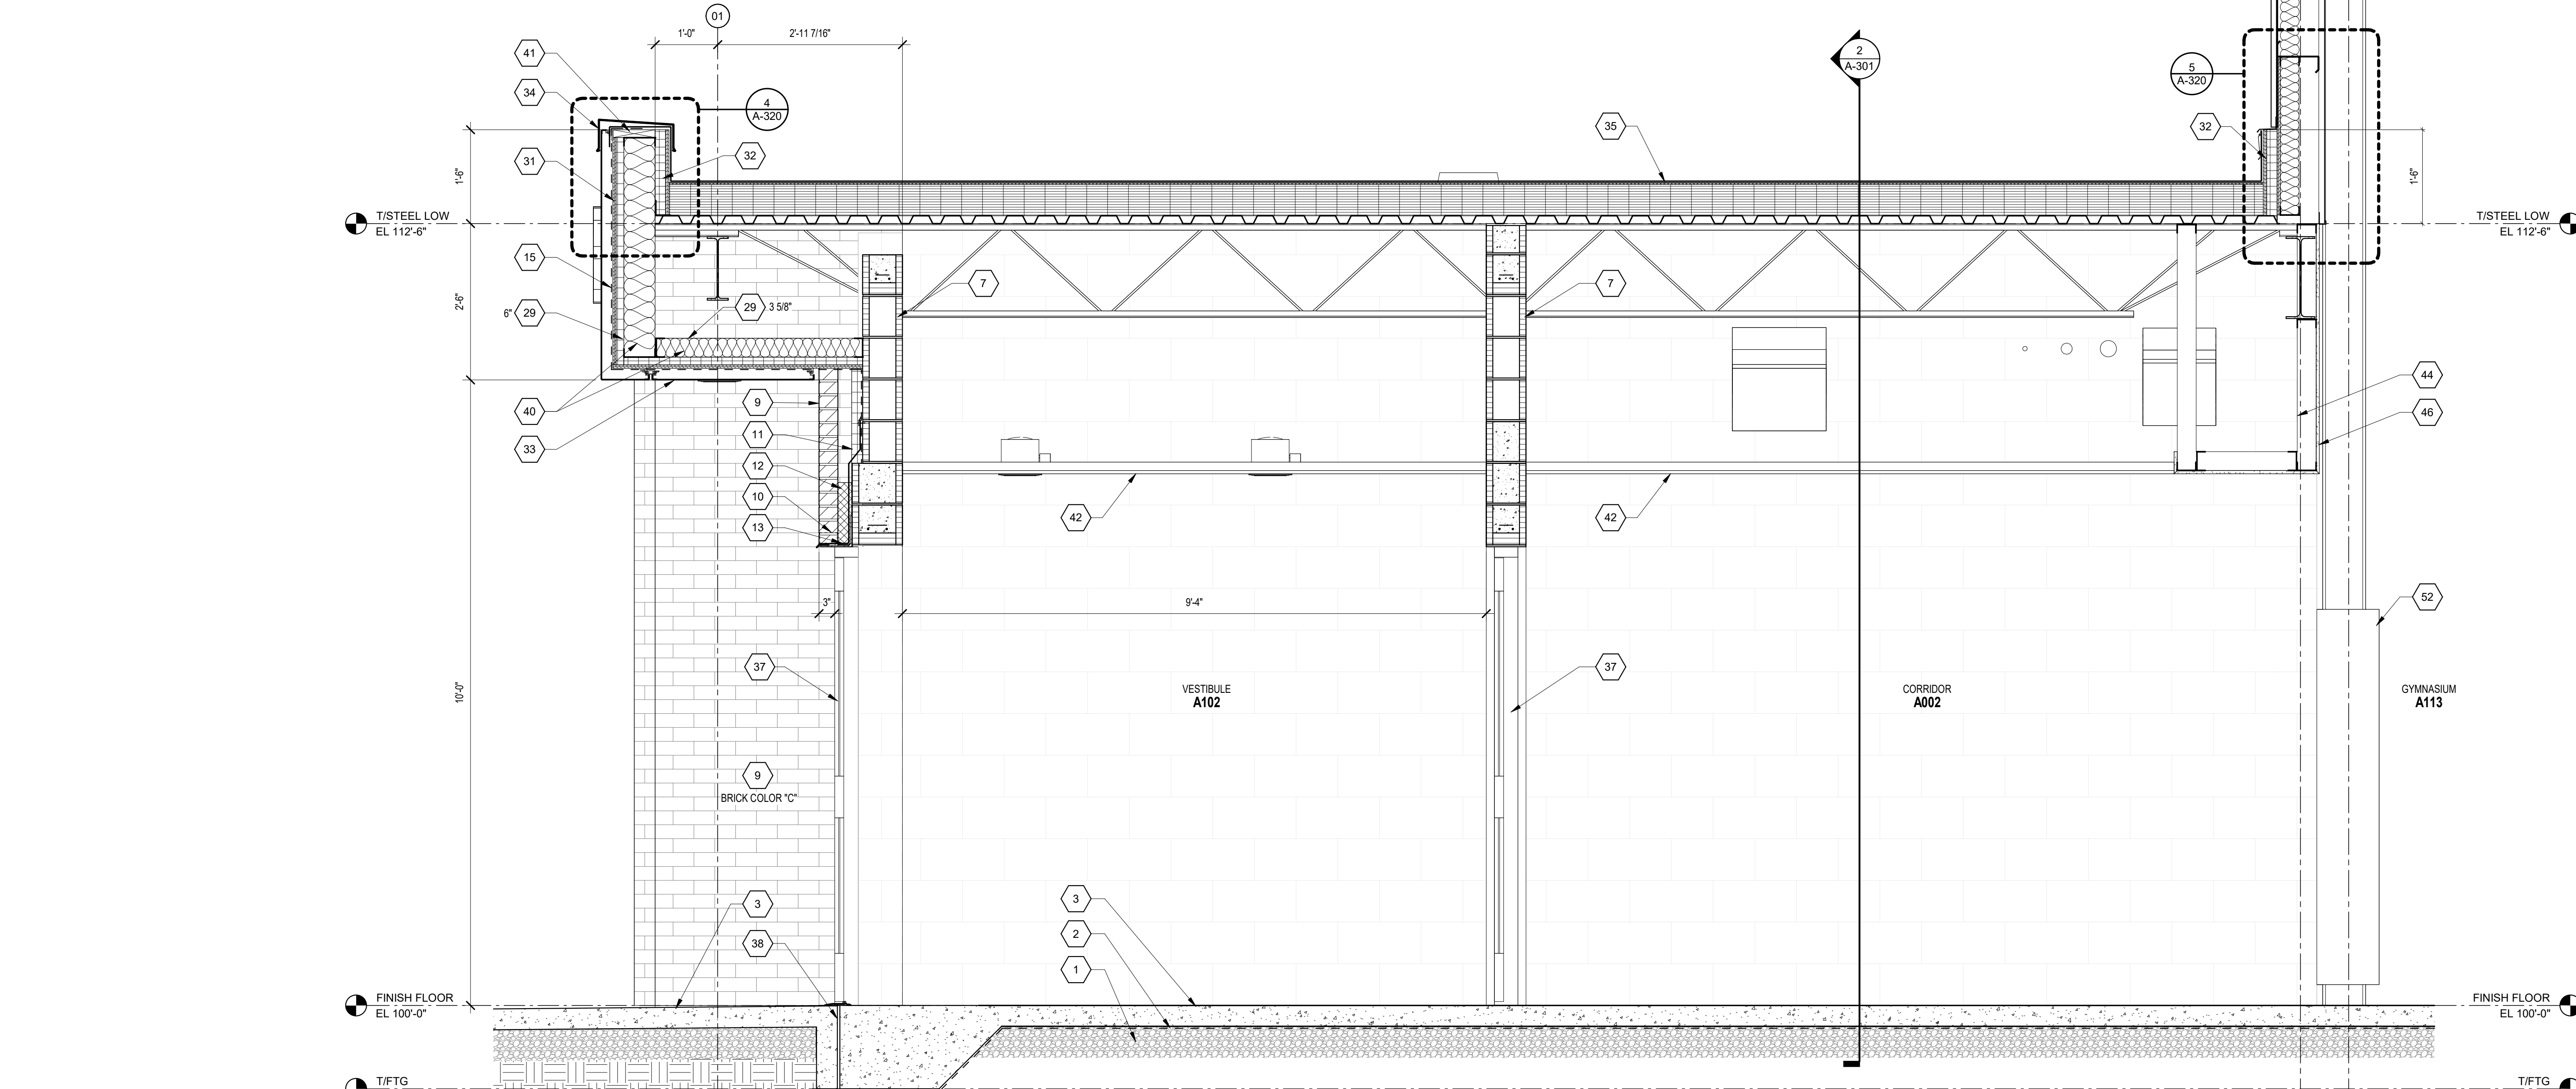 01
1'-0"
2'-11 7/16"
41
34
4
A-320
2
A-301
5
A-320
35
32
32
31
1'-6"
1'-6"
T/STEEL LOW
EL 112'-6"
T/STEEL LOW
EL 112'-6"
15
7
7
2'-6"
6"
29
29
3 5/8"
44
9
40
46
11
33
12
10
42
42
13
52
3"
9'-4"
37
37
10'-0"
VESTIBULE
A102
CORRIDOR
A002
GYMNASIUM
A113
9
BRICK COLOR "C"
3
3
2
38
1
FINISH FLOOR
EL 100'-0"
FINISH FLOOR
EL 100'-0"
T/FTG
T/FTG